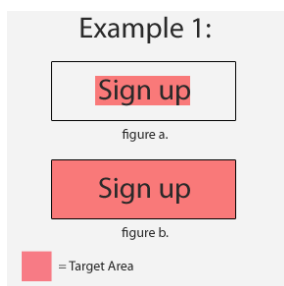 Example 1:
Sign up
figure a.
Sign up
figure b.
= Target Area